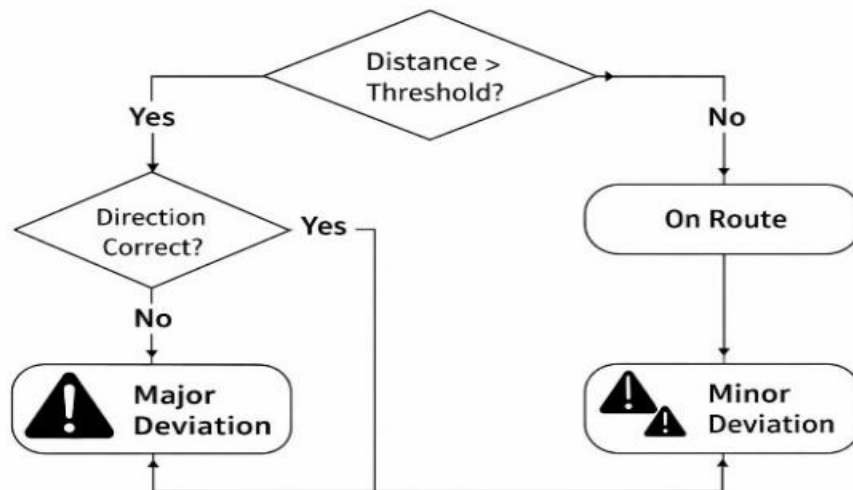 Distance >
Threshold?
Yes
No
Direction
Correct?
Yes
On Route
No
Major
Deviation
Minor
Deviation